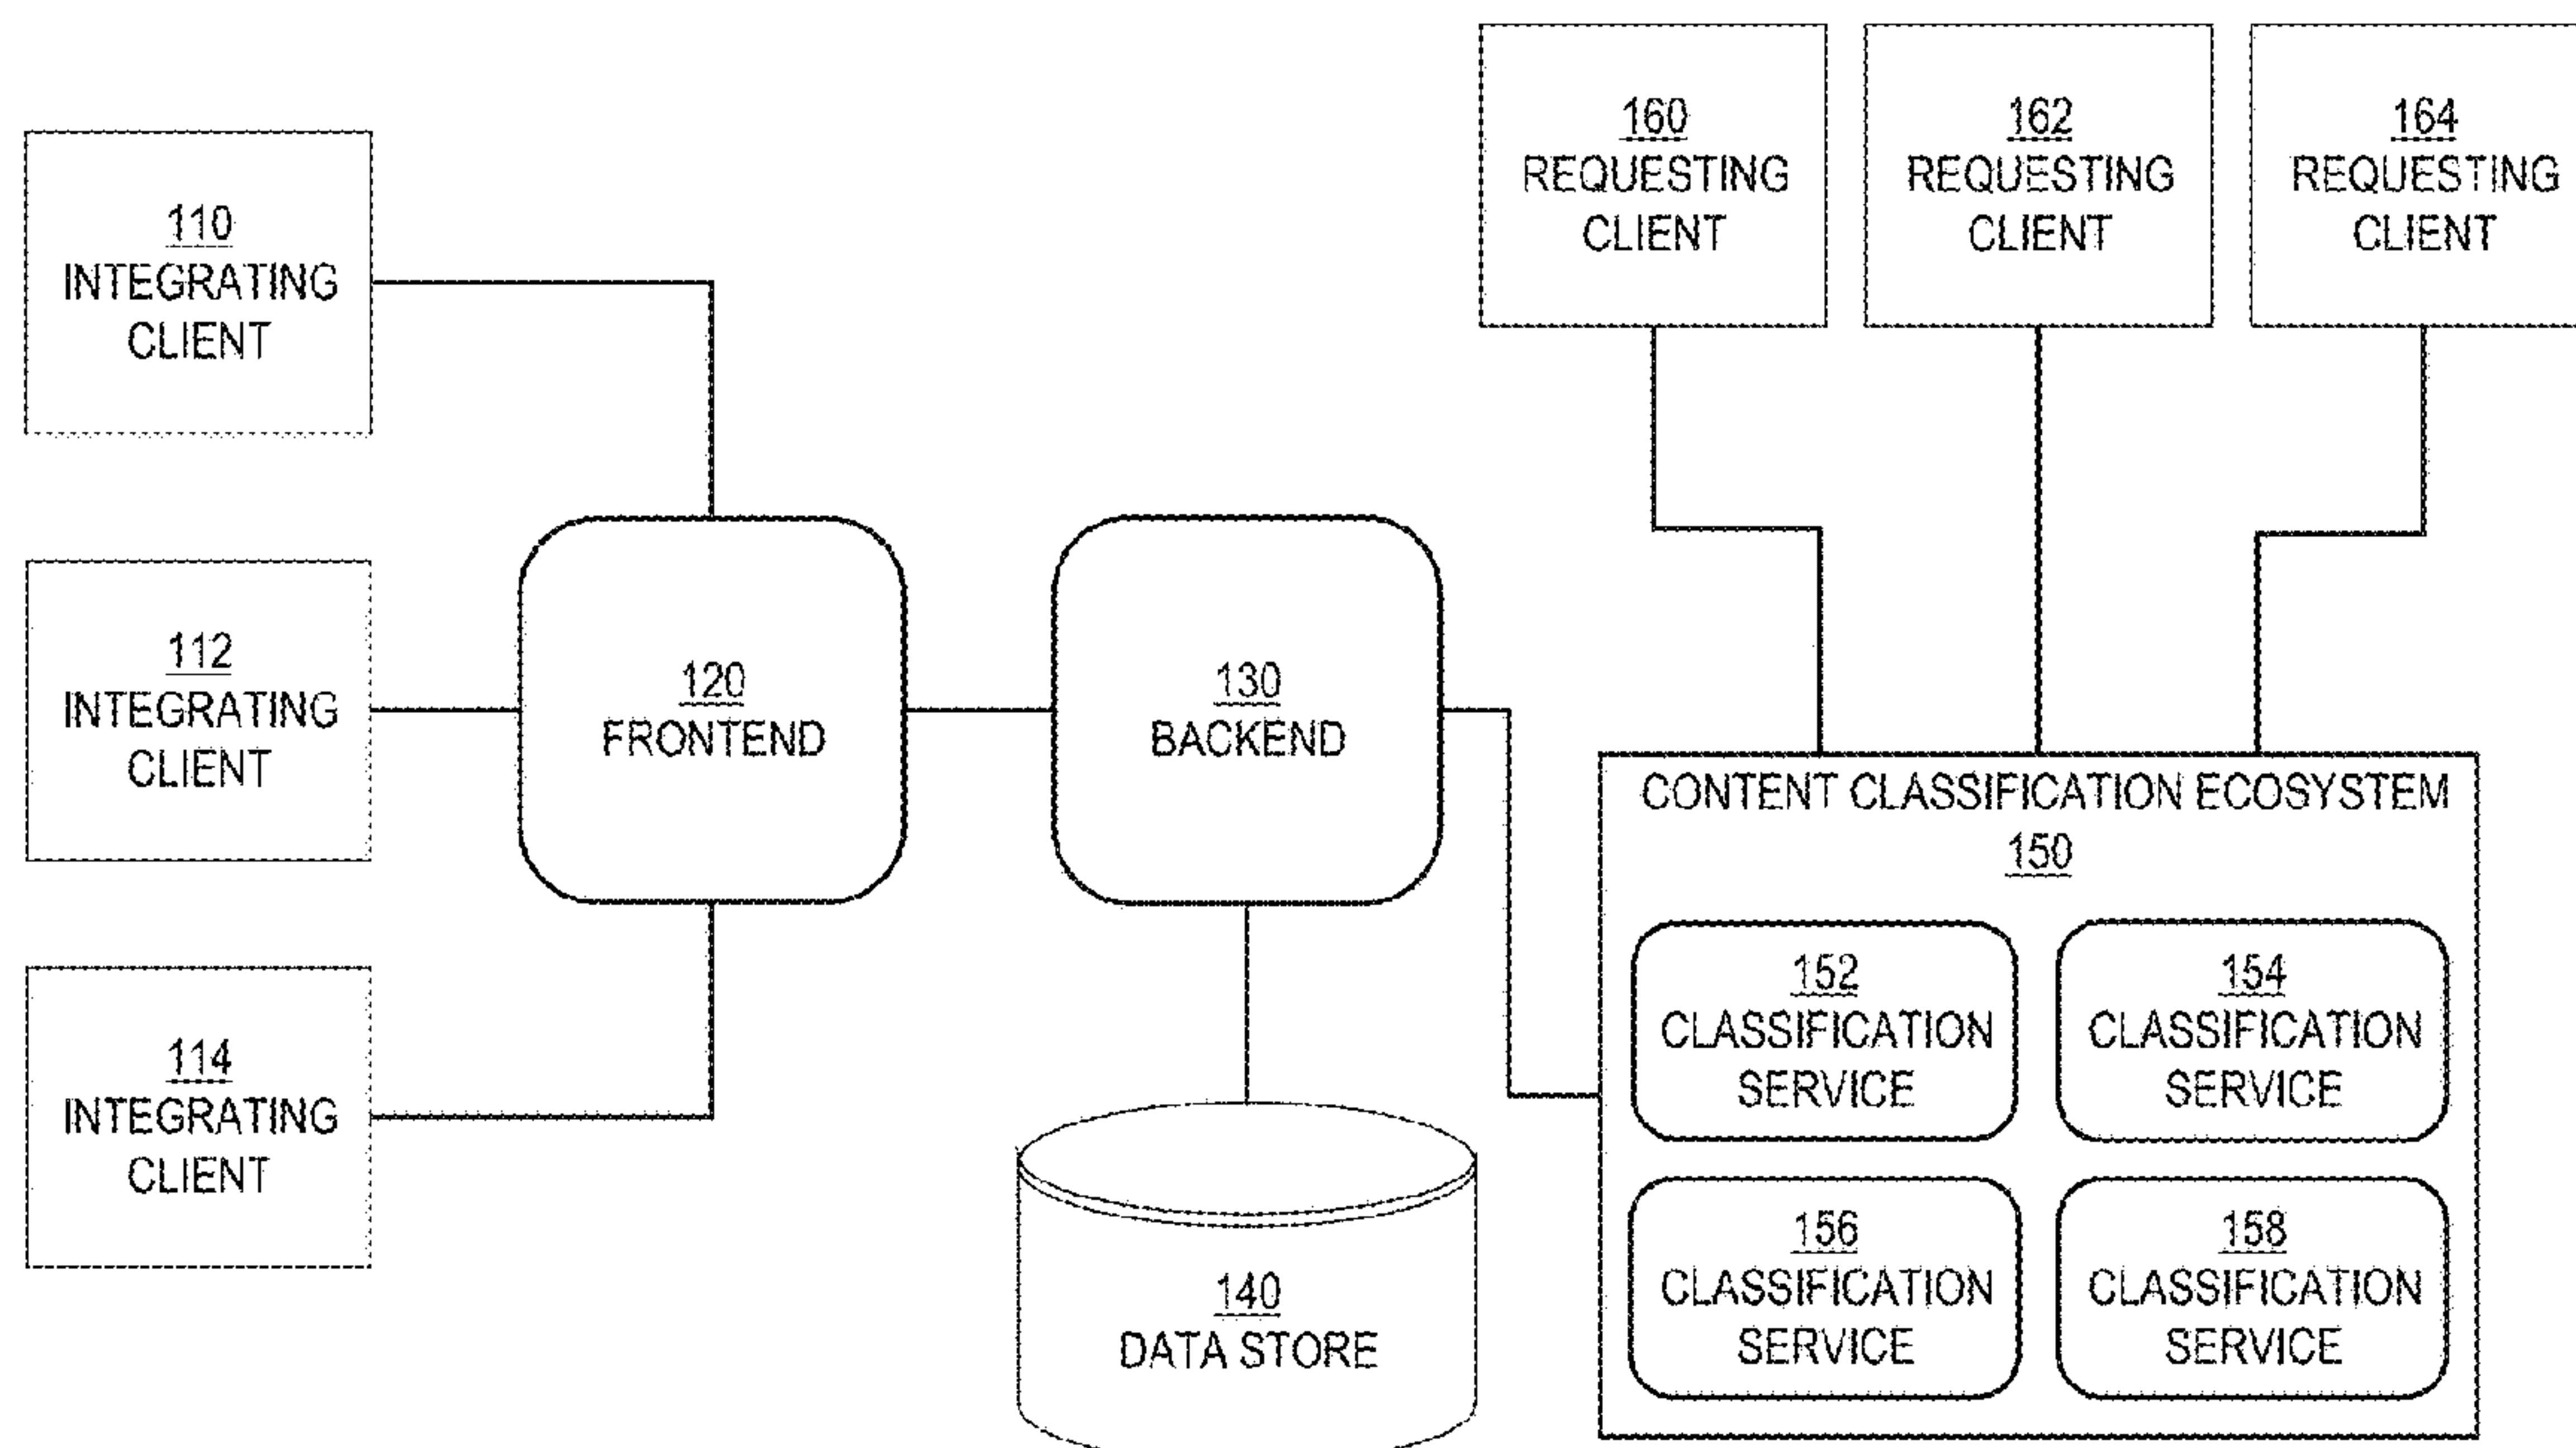 160
REQUESTING
CLIENT
162
REQUESTING
CLIENT
164
REQUESTING
CLIENT
110
INTEGRATING
CLIENT
112
INTEGRATING
CLIENT
120
FRONTEND
130
BACKEND
114
INTEGRATING
CLIENT
140
DATA STORE
CONTENT CLASSIFICATION ECOSYSTEM
150
152
CLASSIFICATION
SERVICE
154
CLASSIFICATION
SERVICE
156
CLASSIFICATION
SERVICE
158
CLASSIFICATION
SERVICE